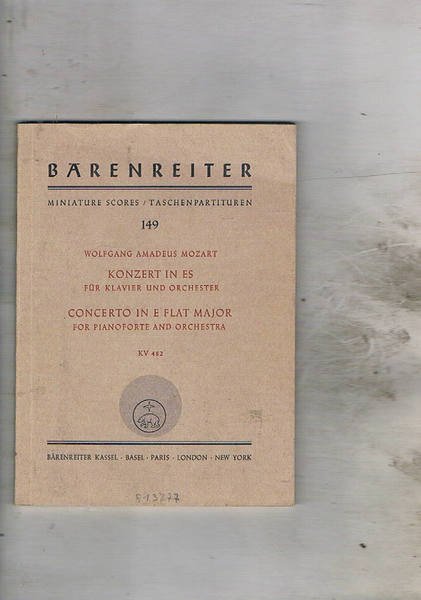 BÄRENREITER
MINIATURE SCORES / TASCHENPARTITUREN
149
WOLFGANG AMADEUS MOZART
KONZERT IN ES
FÜR KLAVIER UND ORCHESTER
CONCERTO IN E FLAT MAJOR
FOR PIANOFORTE AND ORCHESTRA
KV 482
BÄRENREITER KASSEL · BASEL · PARIS · LONDON · NEW YORK